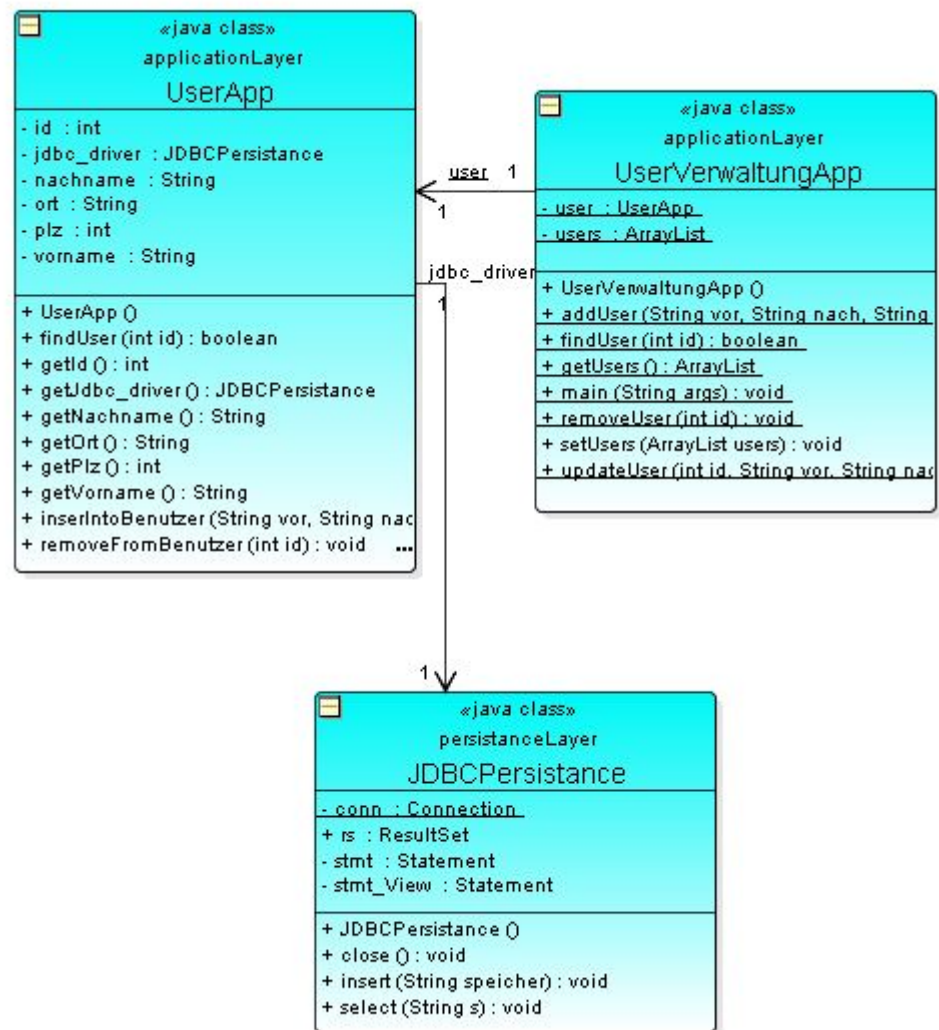 «java class»
applicationLayer
UserApp
- id : int
- jdbc_driver : JDBCPersistance
- nachname : String
- ort : String
- plz : int
- vorname : String
+ UserApp ()
+ findUser (int id) : boolean
+ getId () : int
+ getJdbc_driver () : JDBCPersistance
+ getNachname () : String
+ getOrt () : String
+ getPlz () : int
+ getVorname () : String
+ inserIntoBenutzer (String vor, String nac
+ removeFromBenutzer (int id) : void ...
user 1
1
jdbc_driver
1
1
«java class»
applicationLayer
UserVerwaltungApp
- user : UserApp
- users : ArrayList
+ UserVerwaltungApp ()
+ addUser (String vor, String nach, String
+ findUser (int id) : boolean
+ getUsers () : ArrayList
+ main (String args) : void
+ removeUser (int id) : void
+ setUsers (ArrayList users) : void
+ updateUser (int id, String vor, String nac
«java class»
persistanceLayer
JDBCPersistance
- conn : Connection
+ rs : ResultSet
- stmt : Statement
- stmt_View : Statement
+ JDBCPersistance ()
+ close () : void
+ insert (String speicher) : void
+ select (String s) : void